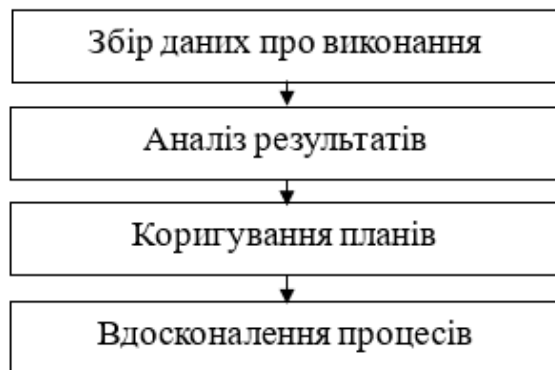 Збір даних про виконання
Аналіз результатів
Коригування планів
Вдосконалення процесів